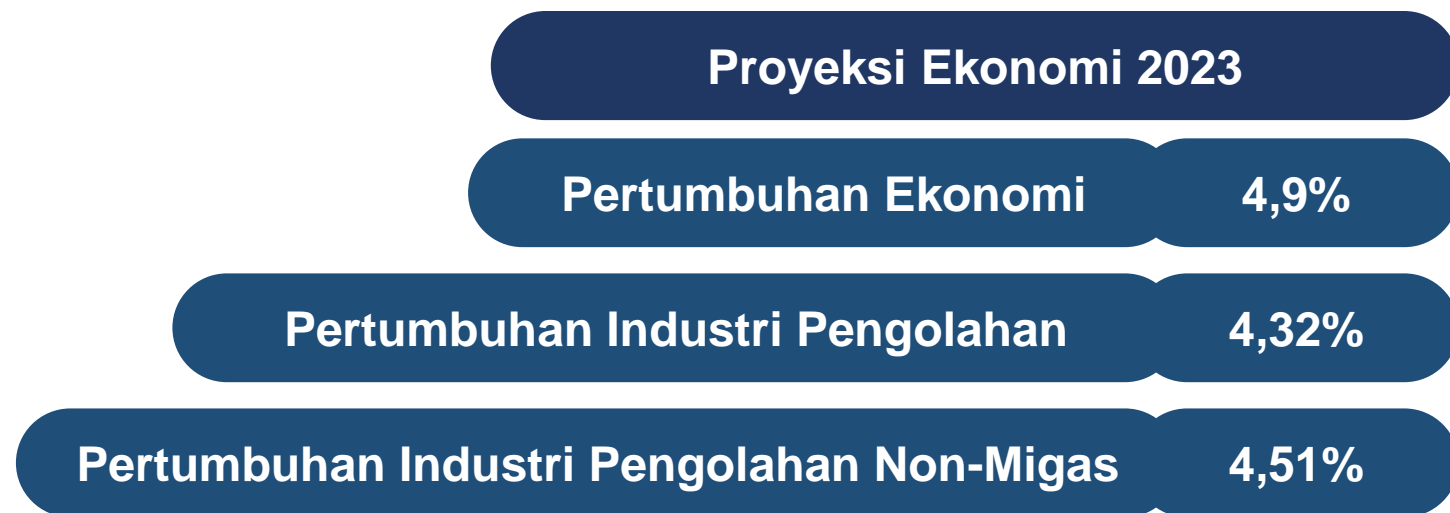 Proyeksi Ekonomi 2023
Pertumbuhan Ekonomi 4,9%
Pertumbuhan Industri Pengolahan 4,32%
Pertumbuhan Industri Pengolahan Non-Migas 4,51%